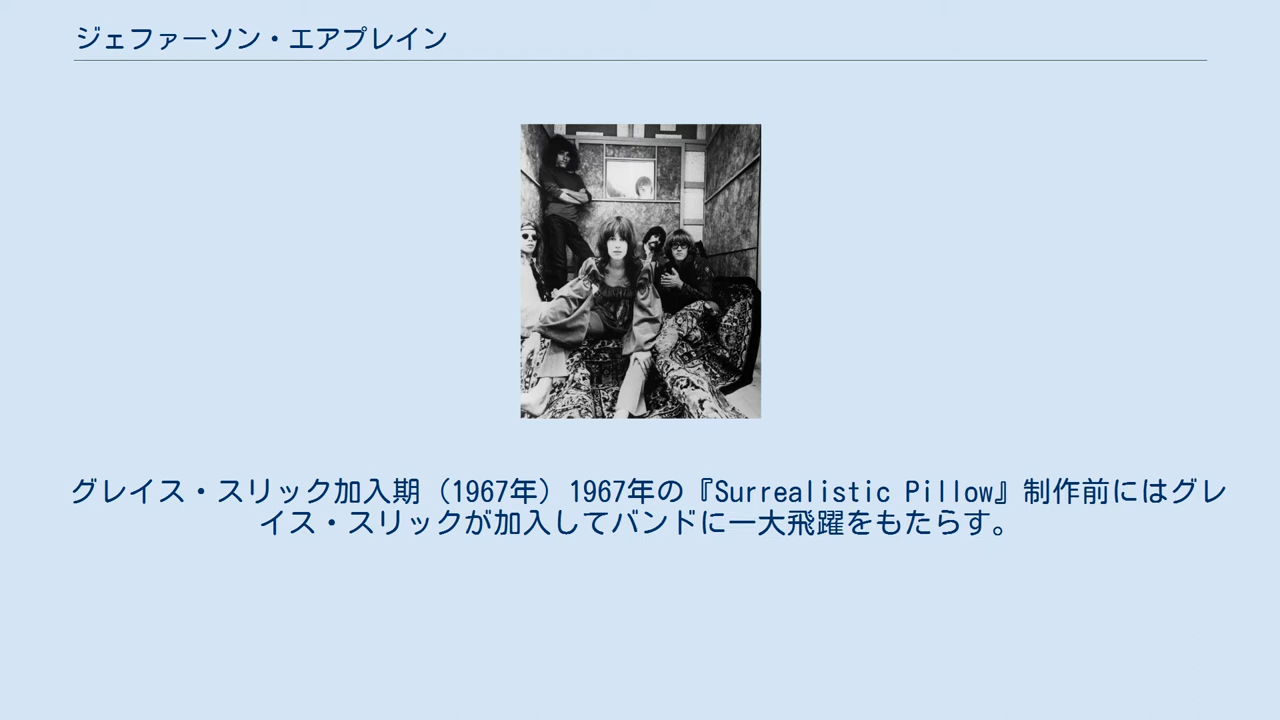 ジェファーソン・エアプレイン
グレイス・スリック加入期（1967年）1967年の『Surrealistic Pillow』制作前にはグレ
イス・スリックが加入してバンドに一大飛躍をもたらす。